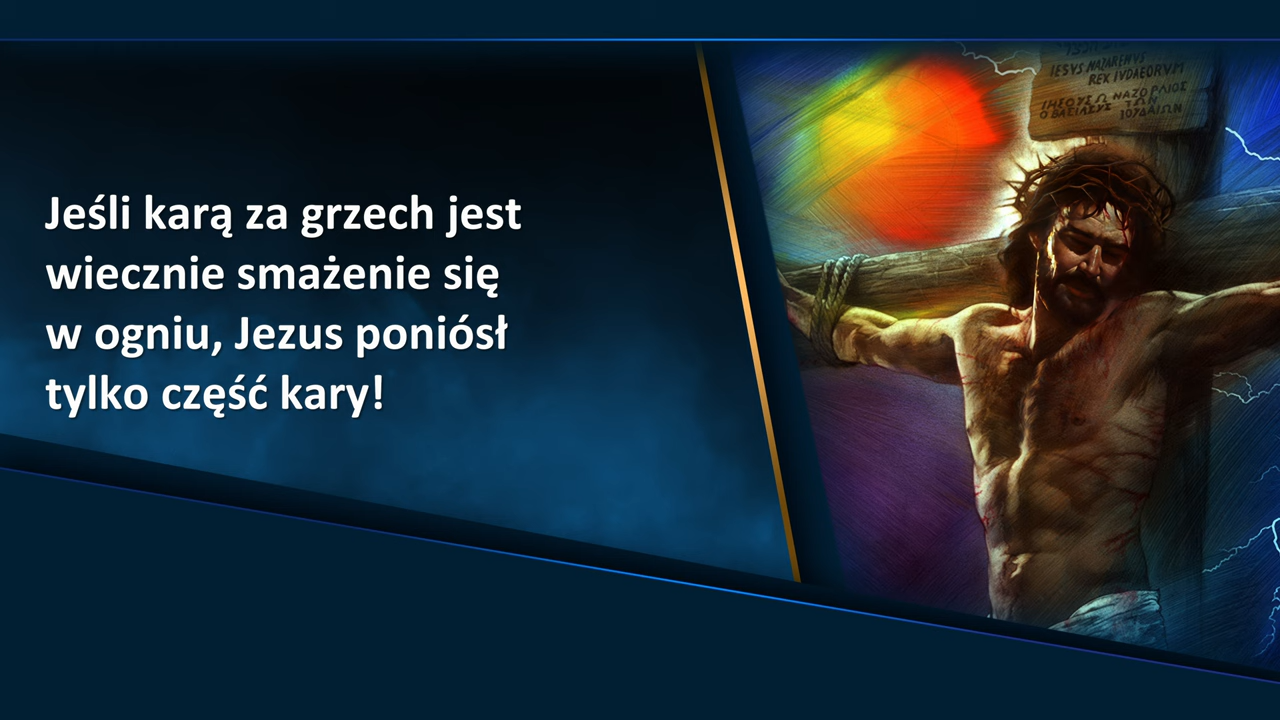 Jeśli karą za grzech jest
wiecznie smażenie się
w ogniu, Jezus poniósł
tylko część kary!
IESVS NAZARENVS
REX IVDAEORVM